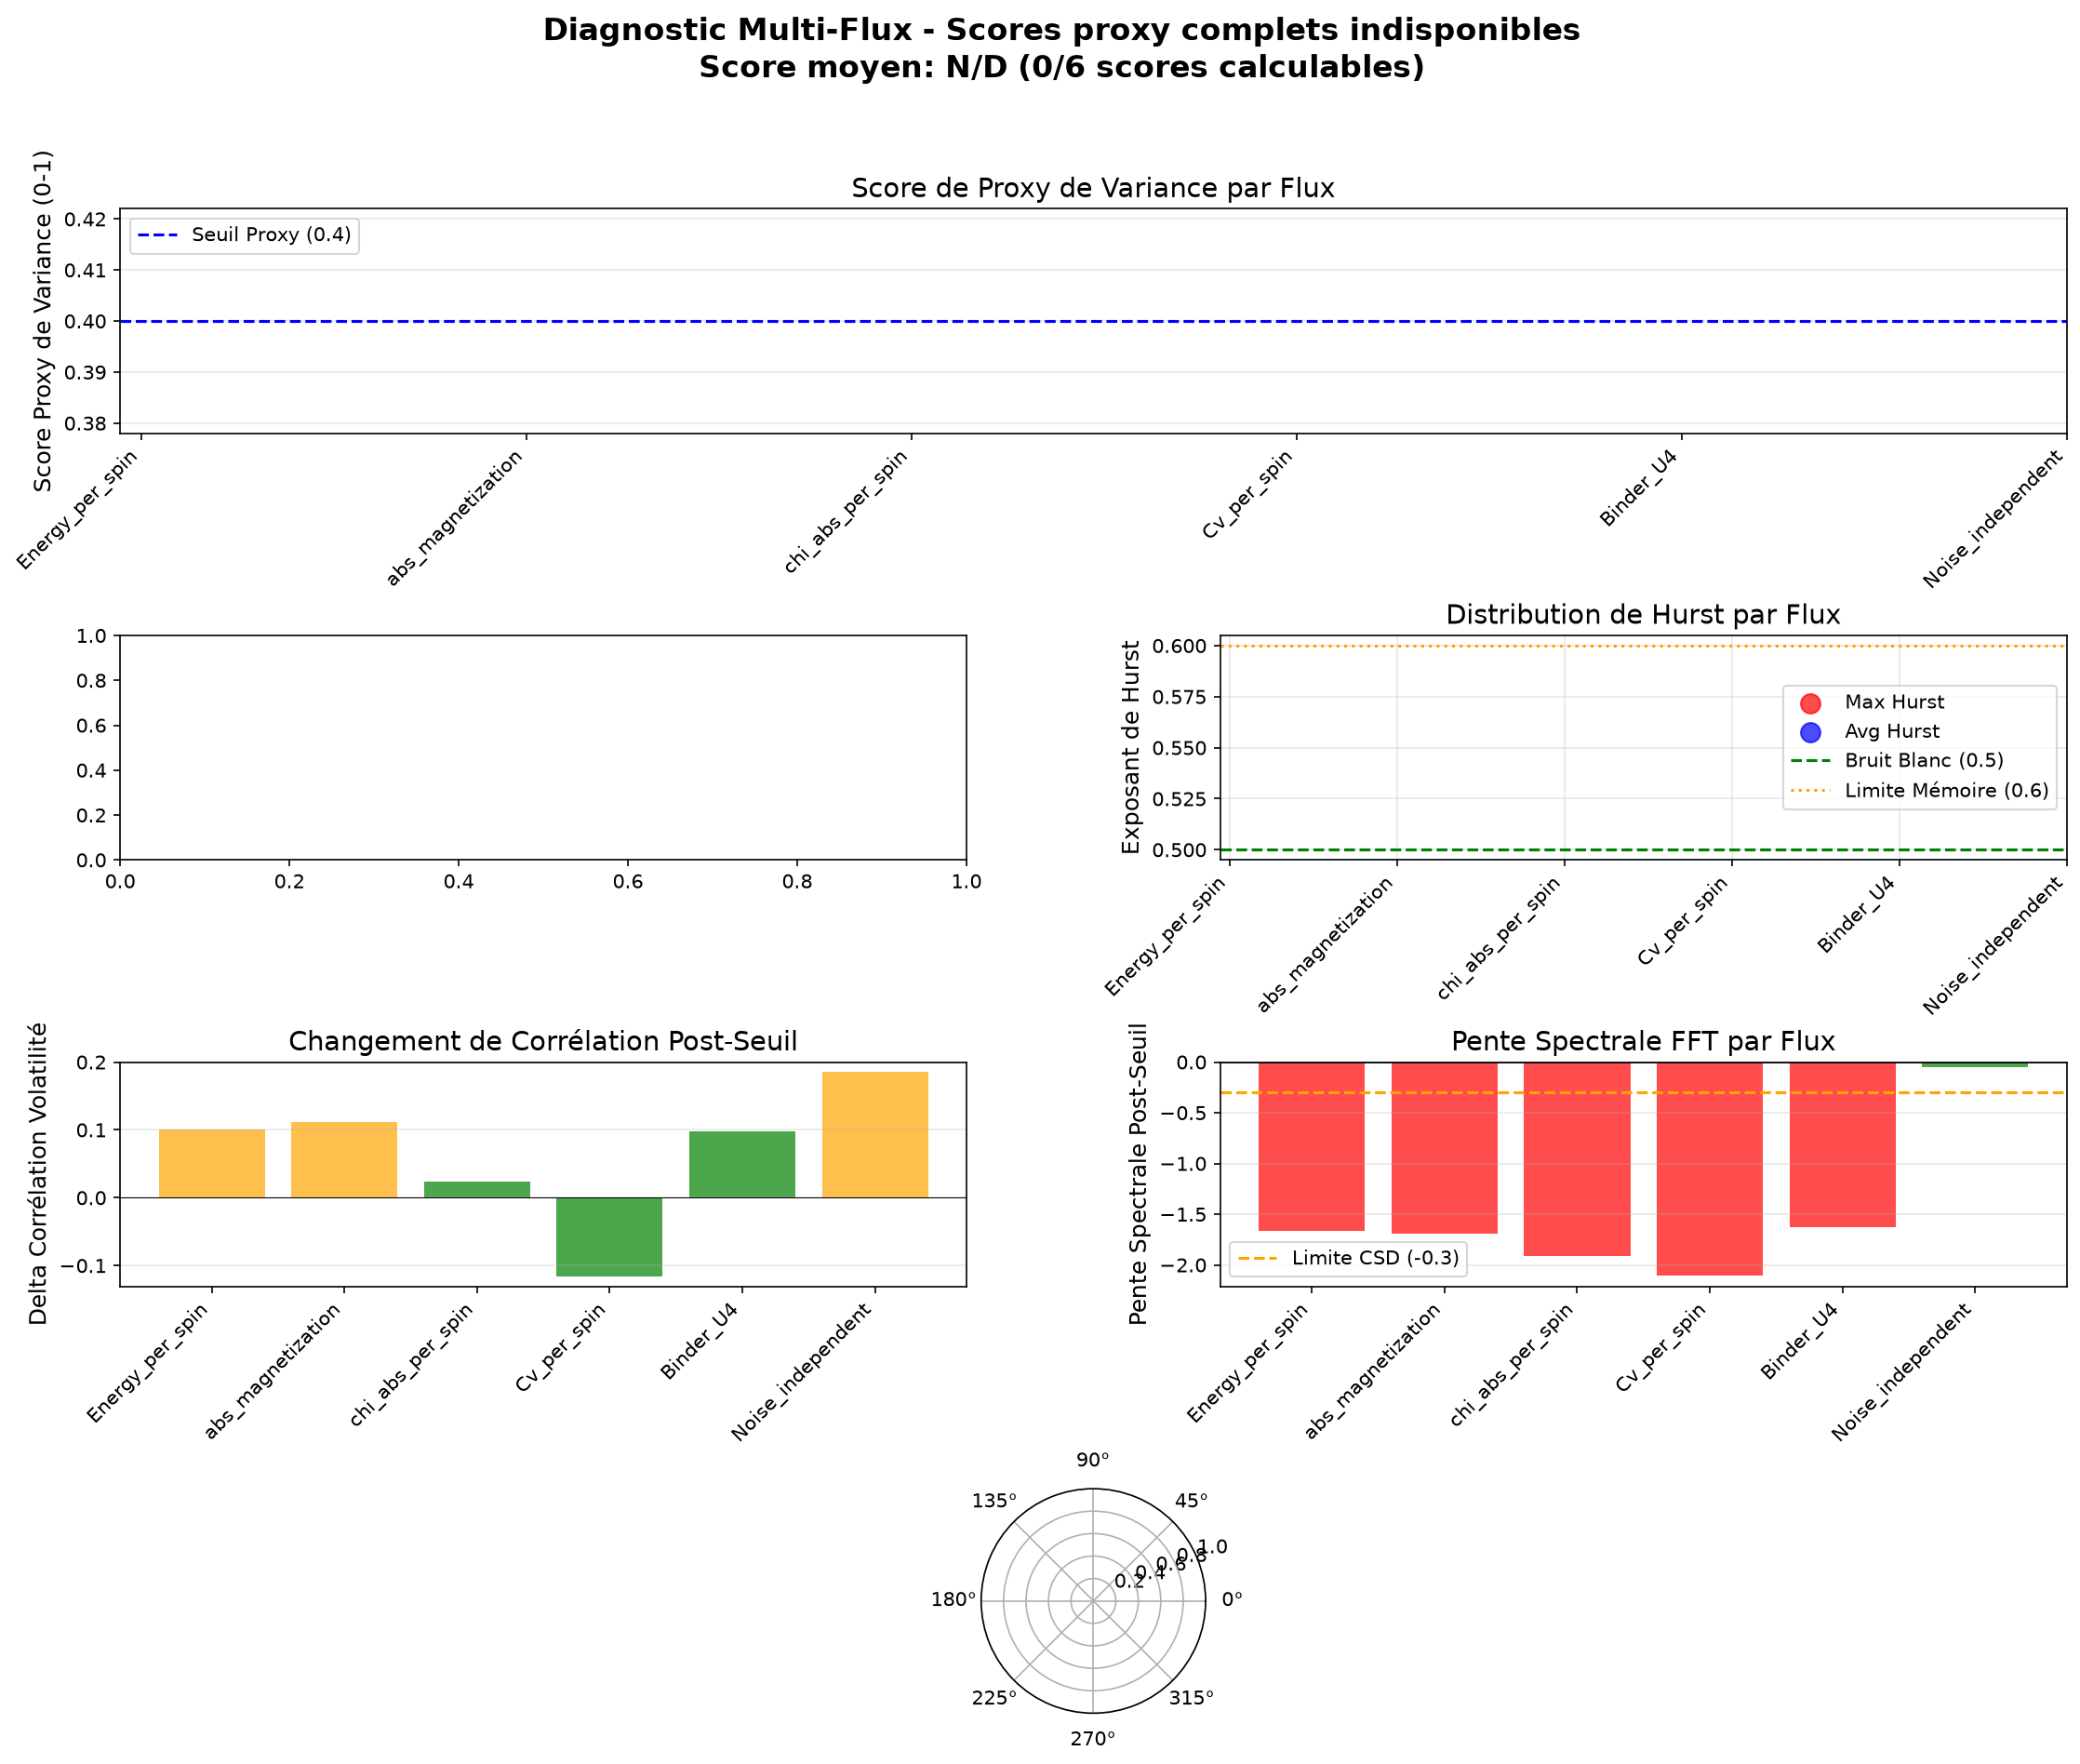 Diagnostic Multi-Flux - Scores proxy complets indisponibles
Score moyen: N/D (0/6 scores calculables)
Score de Proxy de Variance par Flux
Score Proxy de Variance (0-1)
0.42
0.41
0.40
0.39
0.38
Seuil Proxy (0.4)
Energy_per_spin
abs_magnetization
chi_abs_per_spin
Cv_per_spin
Binder_U4
Noise_independent
1.0
0.8
0.6
0.4
0.2
0.0
0.0 0.2 0.4 0.6 0.8 1.0
Distribution de Hurst par Flux
Exposant de Hurst
0.600
0.575
0.550
0.525
0.500
Max Hurst
Avg Hurst
Bruit Blanc (0.5)
Limite Mémoire (0.6)
Energy_per_spin
abs_magnetization
chi_abs_per_spin
Cv_per_spin
Binder_U4
Noise_independent
Changement de Corrélation Post-Seuil
Delta Corrélation Volatilité
0.2
0.1
0.0
−0.1
Energy_per_spin
abs_magnetization
chi_abs_per_spin
Cv_per_spin
Binder_U4
Noise_independent
Pente Spectrale FFT par Flux
Pente Spectrale Post-Seuil
0.0
−0.5
−1.0
−1.5
−2.0
Limite CSD (-0.3)
Energy_per_spin
abs_magnetization
chi_abs_per_spin
Cv_per_spin
Binder_U4
Noise_independent
90°
135°
45°
1.0
0.8
0.6
0.4
0.2
180°
0°
225°
315°
270°